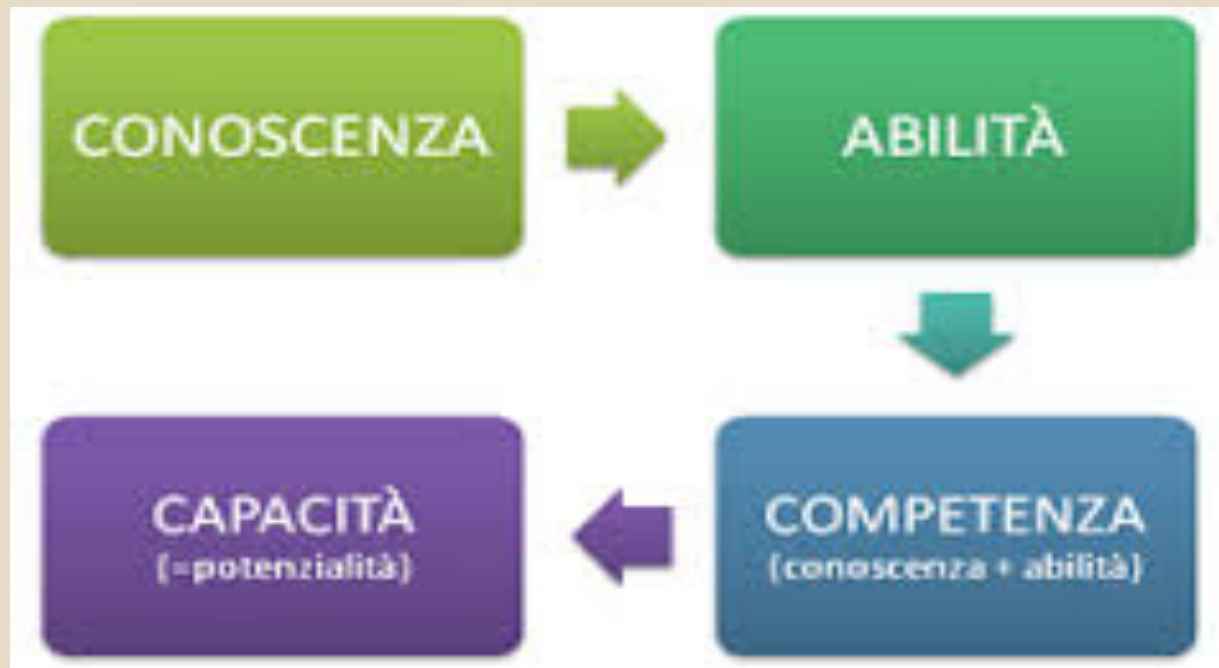 CONOSCENZA
ABILITÀ
COMPETENZA
(conoscenza + abilità)
CAPACITÀ
(=potenzialità)